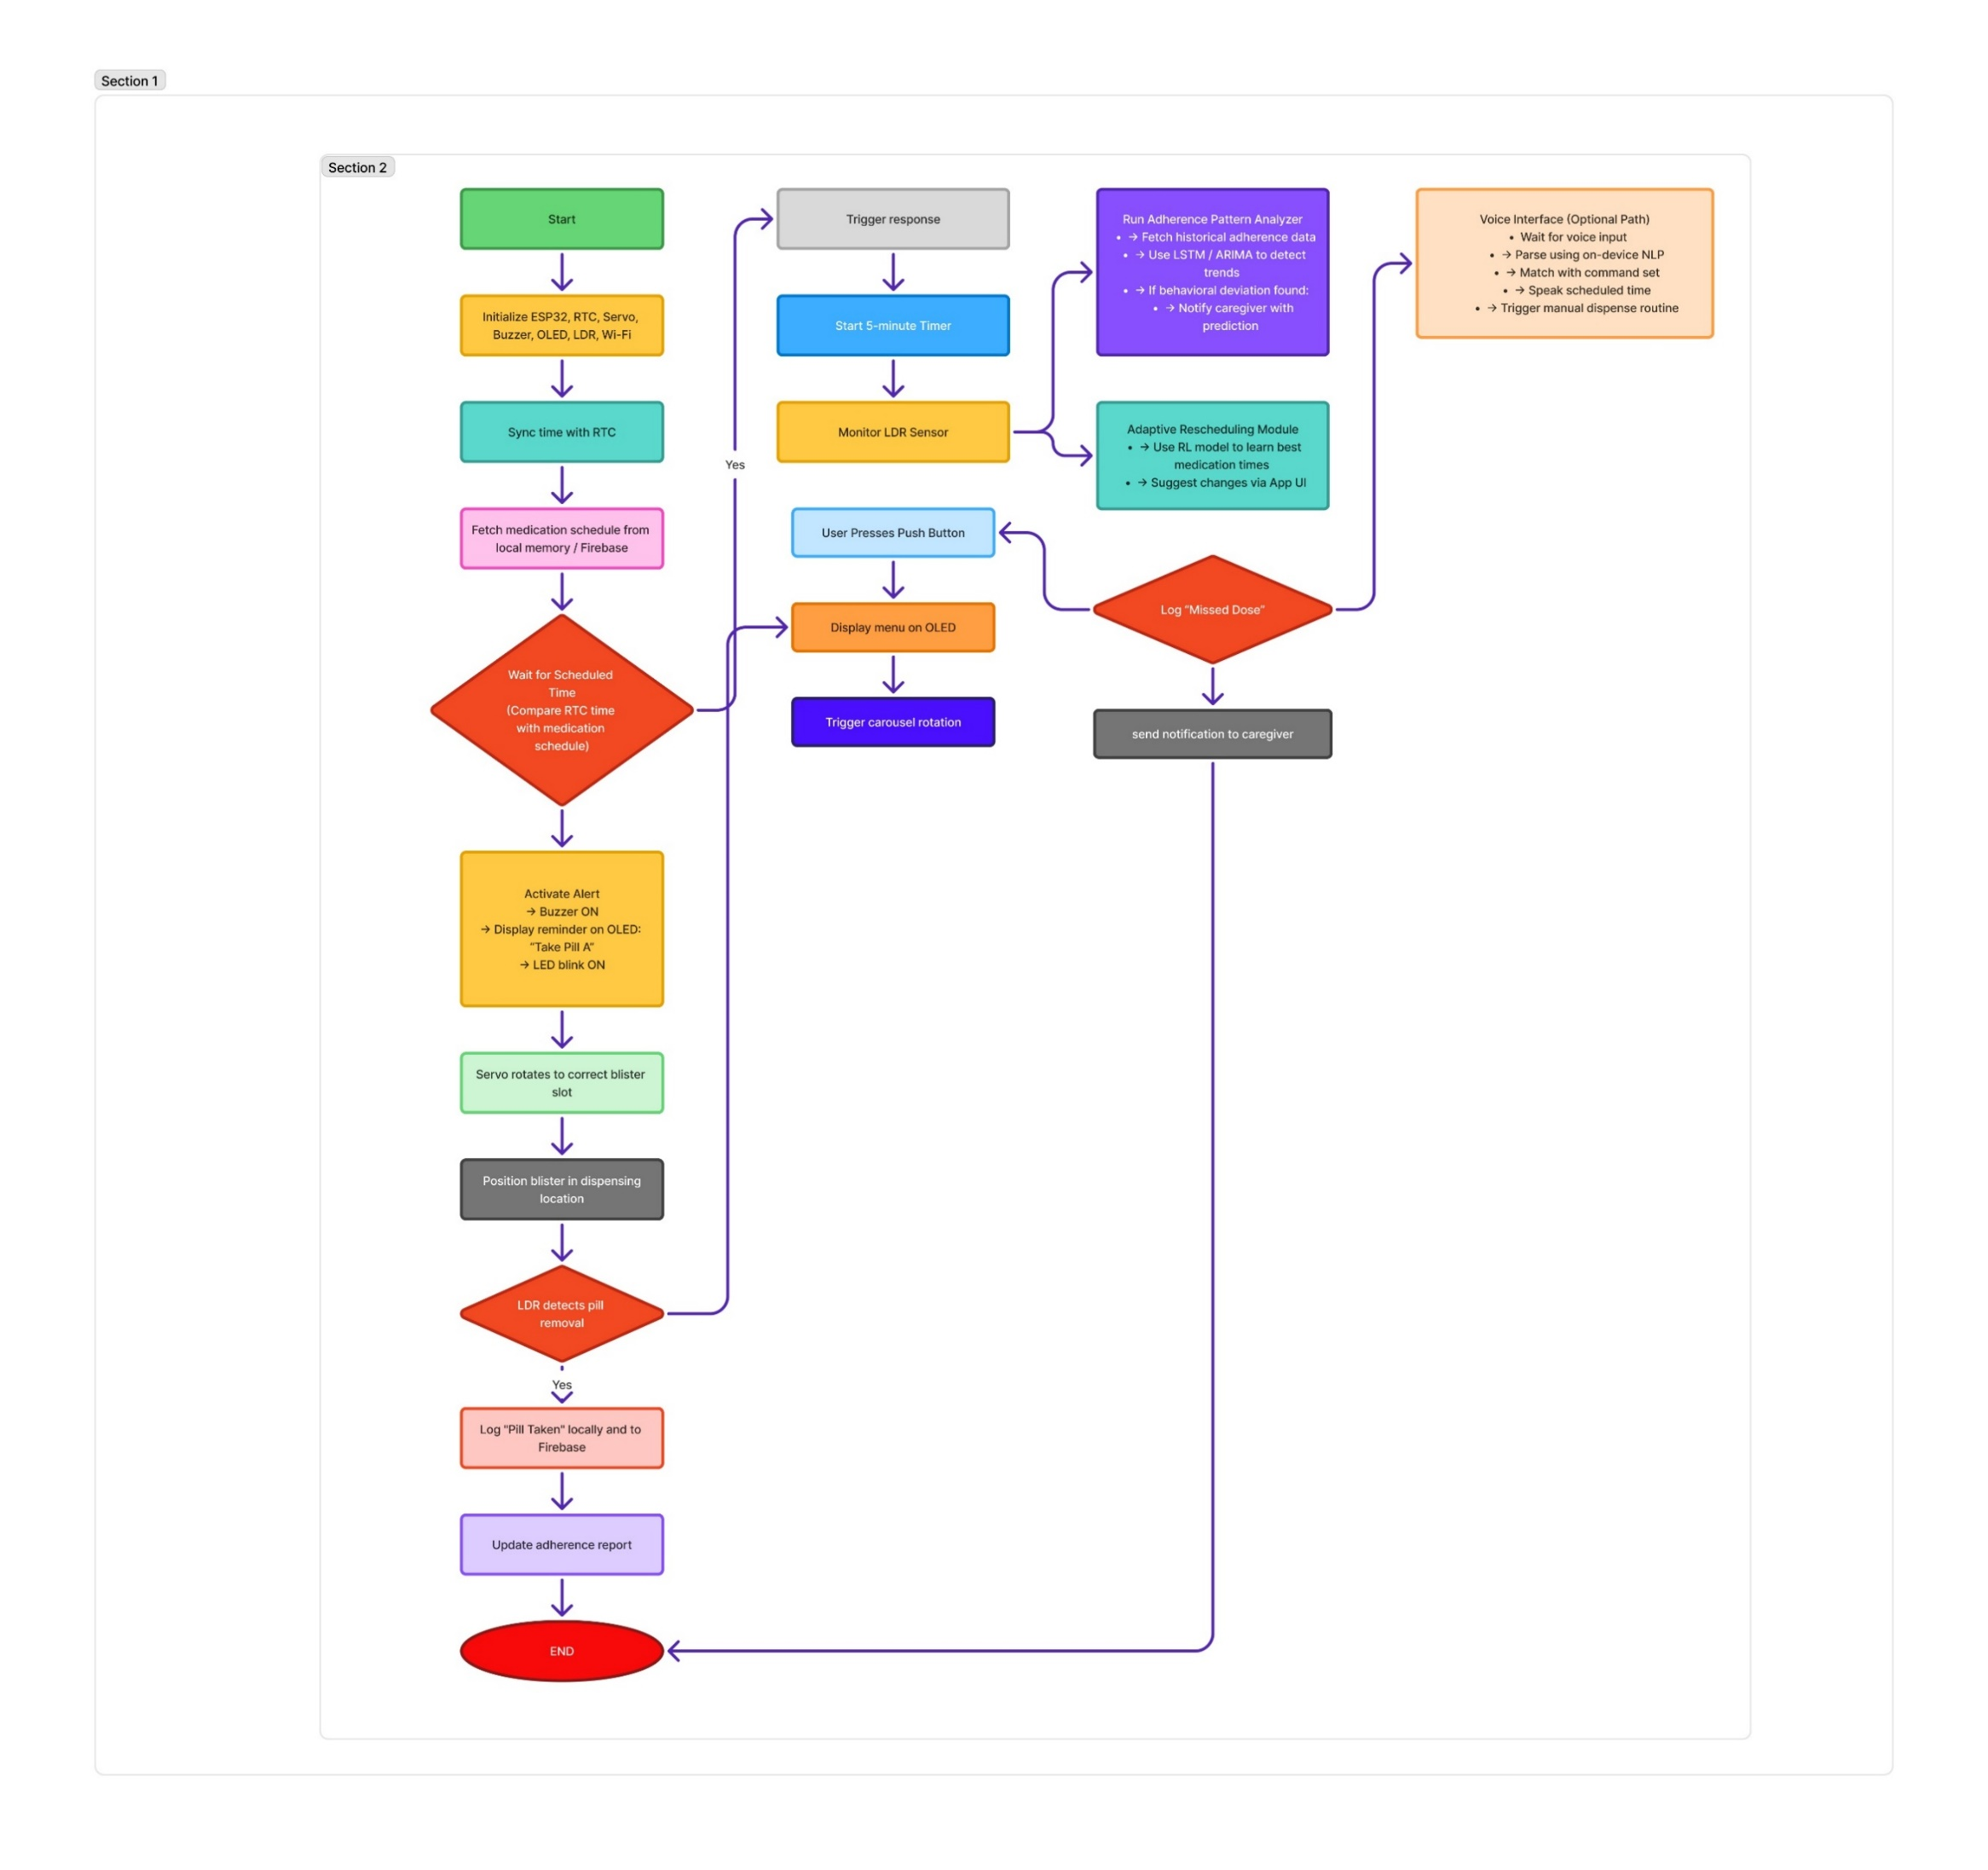 Section 1
Section 2
Start
Initialize ESP32, RTC, Servo,
Buzzer, OLED, LDR, Wi-Fi
Sync time with RTC
Fetch medication schedule from
local memory / Firebase
Wait for Scheduled
Time
(Compare RTC time
with medication
schedule)
Activate Alert
→ Buzzer ON
→ Display reminder on OLED:
“Take Pill A”
→ LED blink ON
Servo rotates to correct blister
slot
Position blister in dispensing
location
LDR detects pill
removal
Yes
Log "Pill Taken" locally and to
Firebase
Update adherence report
END
Yes
Trigger response
Start 5-minute Timer
Monitor LDR Sensor
User Presses Push Button
Display menu on OLED
Trigger carousel rotation
Run Adherence Pattern Analyzer
• → Fetch historical adherence data
• → Use LSTM / ARIMA to detect
trends
• → If behavioral deviation found:
• → Notify caregiver with
prediction
Adaptive Rescheduling Module
• → Use RL model to learn best
medication times
• → Suggest changes via App UI
Log “Missed Dose”
send notification to caregiver
Voice Interface (Optional Path)
• Wait for voice input
• → Parse using on-device NLP
• → Match with command set
• → Speak scheduled time
• → Trigger manual dispense routine